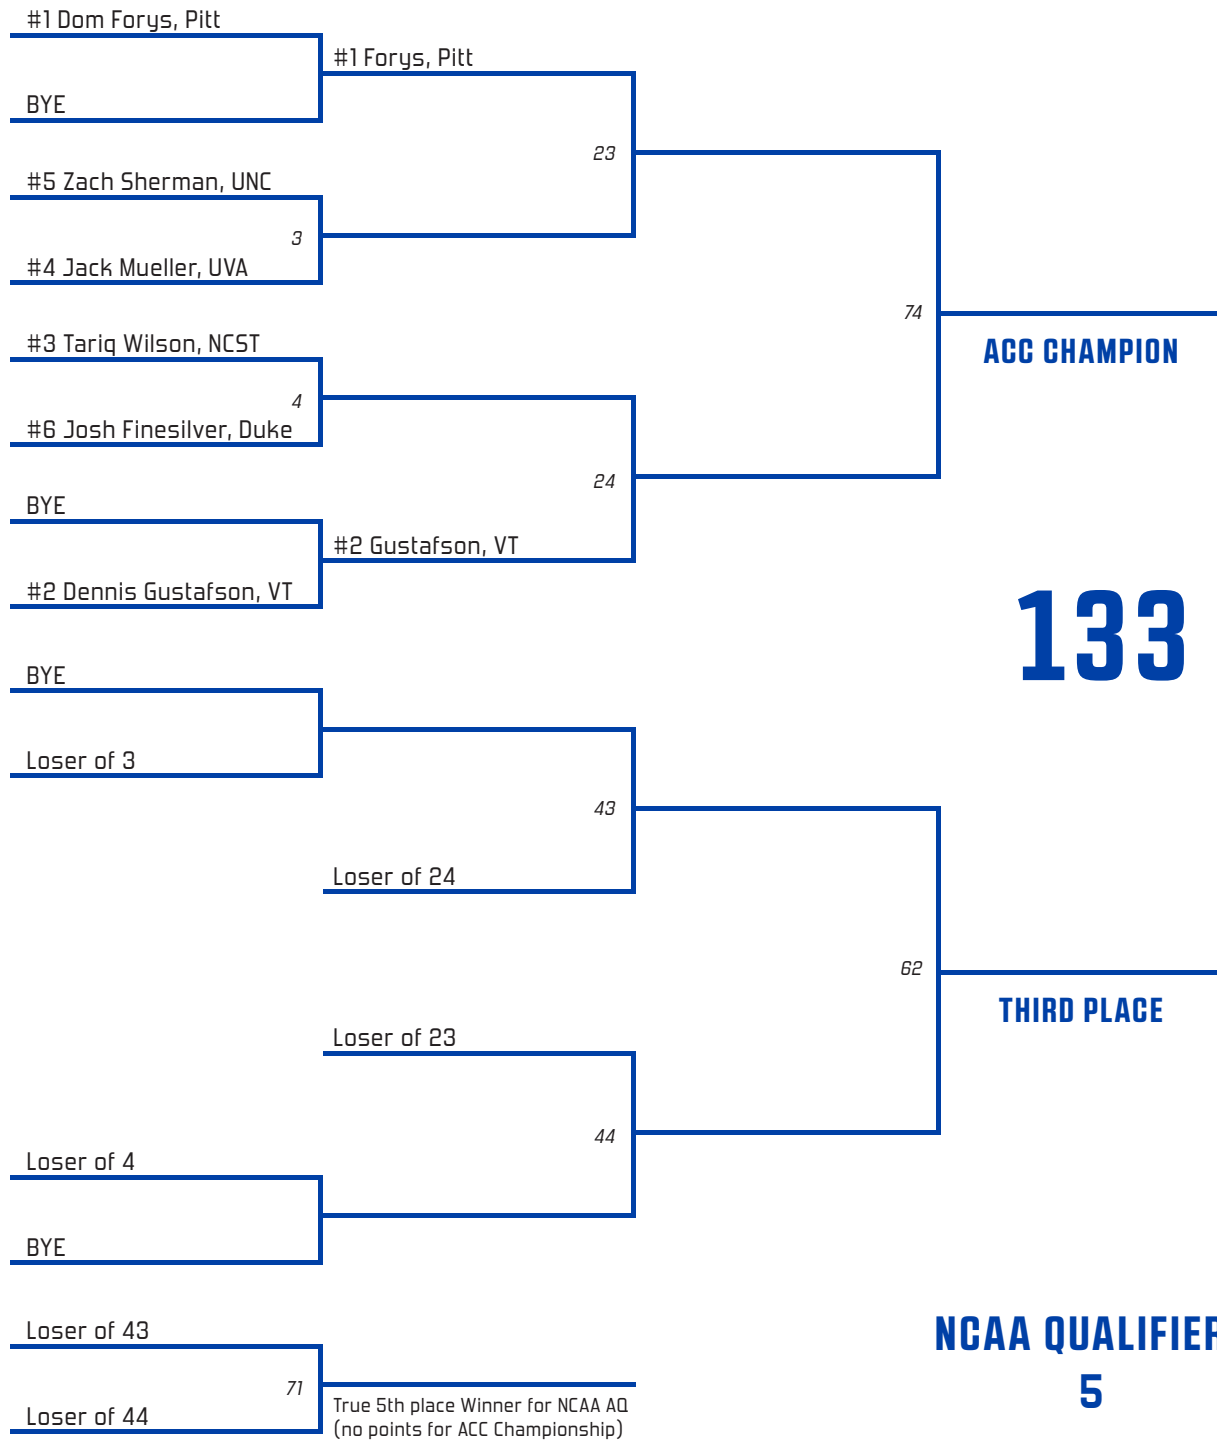 #1 Dom Forys, Pitt
#1 Forys, Pitt
BYE
23
#5 Zach Sherman, UNC
3
#4 Jack Mueller, UVA
74
#3 Tariq Wilson, NCST
ACC CHAMPION
4
#6 Josh Finesilver, Duke
24
BYE
#2 Gustafson, VT
#2 Dennis Gustafson, VT
133
BYE
Loser of 3
43
Loser of 24
62
THIRD PLACE
Loser of 23
44
Loser of 4
BYE
Loser of 43
NCAA QUALIFIER
71
5
True 5th place Winner for NCAA AQ
Loser of 44
(no points for ACC Championship)